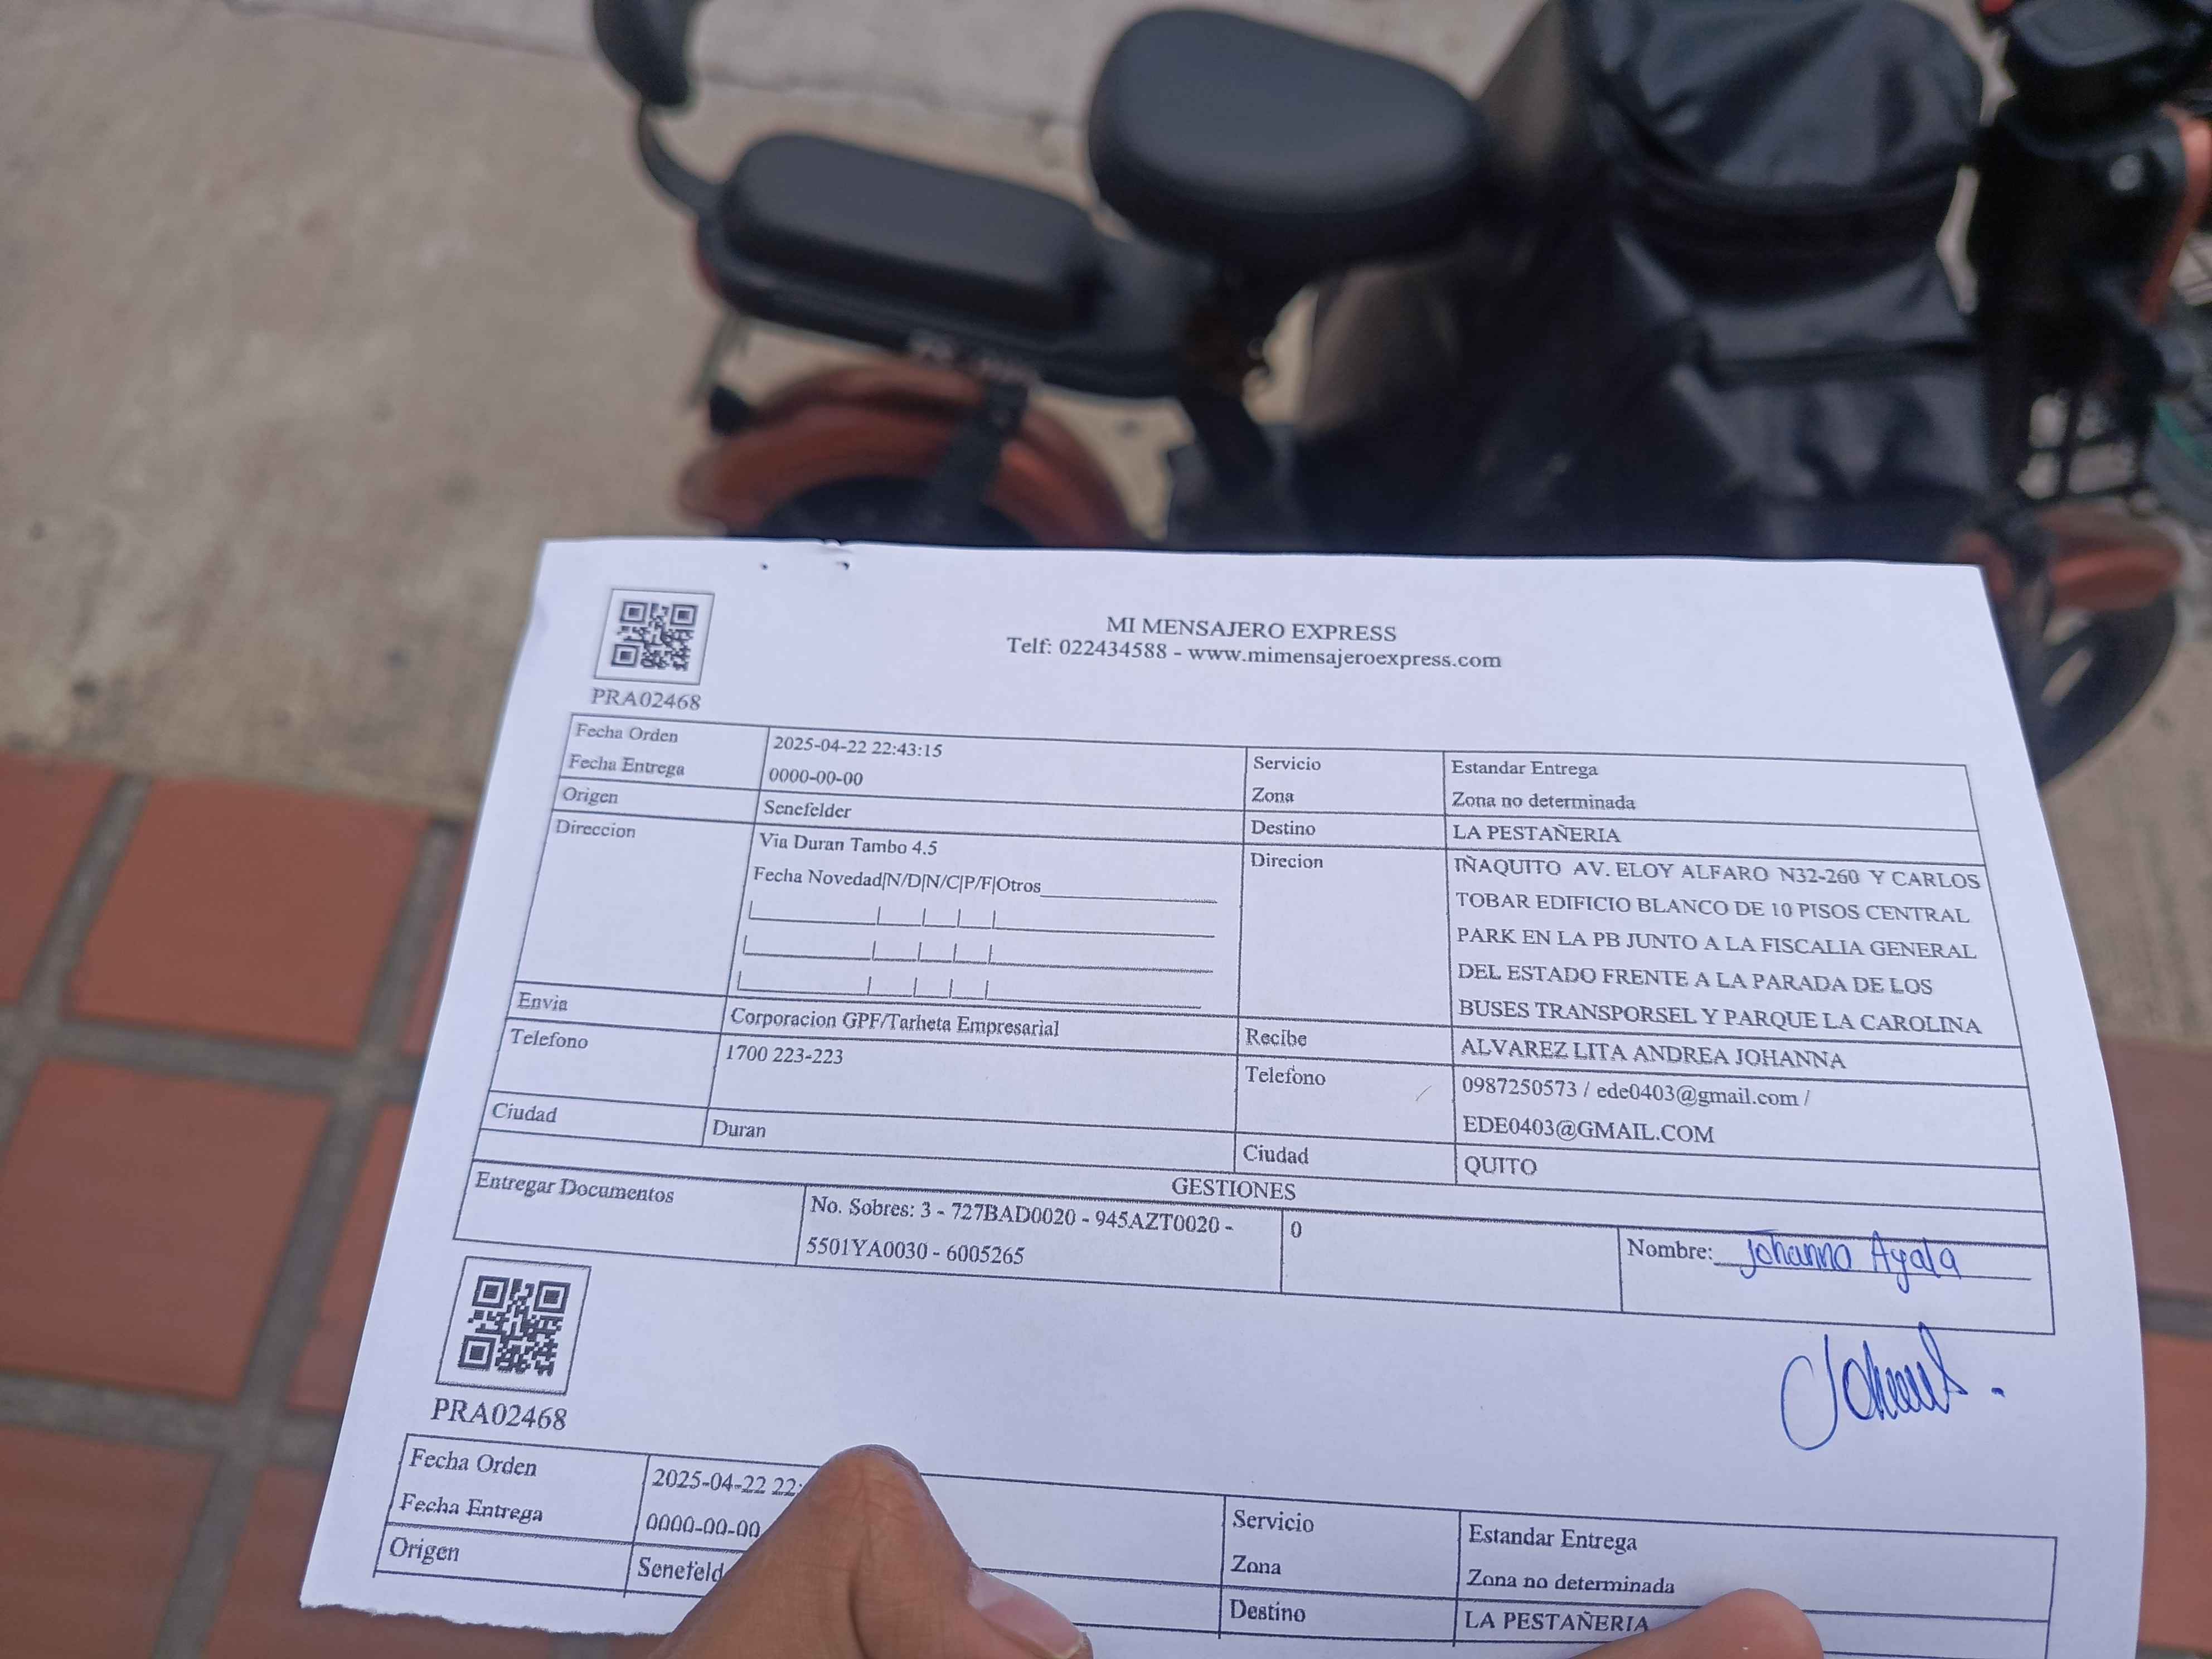 MI MENSAJERO EXPRESS
Telf: 022434588 - www.mimensajeroexpress.com
PRA02468
Fecha Orden 2025-04-22 22:43:15 Servicio Estandar Entrega
Fecha Entrega 0000-00-00 Zona Zona no determinada
Origen Senefelder Destino LA PESTAÑERIA
Direccion Via Duran Tambo 4.5 Direcion IÑAQUITO AV. ELOY ALFARO N32-260 Y CARLOS
Fecha Novedad|N/D|N/C|P/F|Otros TOBAR EDIFICIO BLANCO DE 10 PISOS CENTRAL
PARK EN LA PB JUNTO A LA FISCALIA GENERAL
DEL ESTADO FRENTE A LA PARADA DE LOS
BUSES TRANSPORSEL Y PARQUE LA CAROLINA
Envia Corporacion GPF/Tarheta Empresarial Recibe ALVAREZ LITA ANDREA JOHANNA
Telefono 1700 223-223 Telefono 0987250573 / ede0403@gmail.com /
EDE0403@GMAIL.COM
Ciudad Duran Ciudad QUITO
GESTIONES
Entregar Documentos No. Sobres: 3 - 727BAD0020 - 945AZT0020 - 0 Nombre: Johanna Ayala
5501YA0030 - 6005265
PRA02468
Fecha Orden 2025-04-22 22: Servicio Estandar Entrega
Fecha Entrega 0000-00-00 Zona Zona no determinada
Origen Senefeld Destino LA PESTAÑERIA